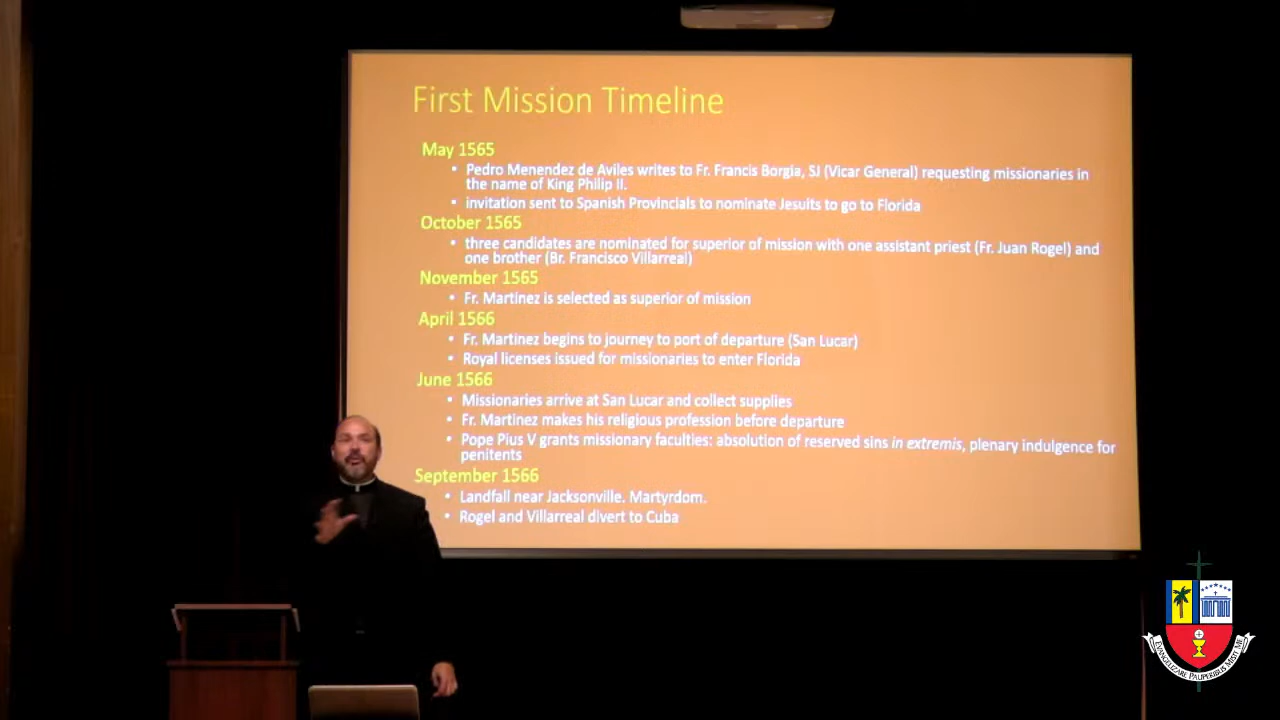 First Mission Timeline
May 1565
• Pedro Menendez de Aviles writes to Fr. Francis Borgia, SJ (Vicar General) requesting missionaries in
the name of King Philip II.
• invitation sent to Spanish Provincials to nominate Jesuits to go to Florida
October 1565
• three candidates are nominated for superior of mission with one assistant priest (Fr. Juan Rogel) and
one brother (Br. Francisco Villarreal)
November 1565
• Fr. Martínez is selected as superior of mission
April 1566
• Fr. Martinez begins to journey to port of departure (San Lucar)
• Royal licenses issued for missionaries to enter Florida
June 1566
• Missionaries arrive at San Lucar and collect supplies
• Fr. Martinez makes his religious profession before departure
• Pope Pius V grants missionary faculties: absolution of reserved sins in extremis, plenary indulgence for
penitents
September 1566
• Landfall near Jacksonville. Martyrdom.
• Rogel and Villarreal divert to Cuba
Evangelizare Pauperibus Misit Me